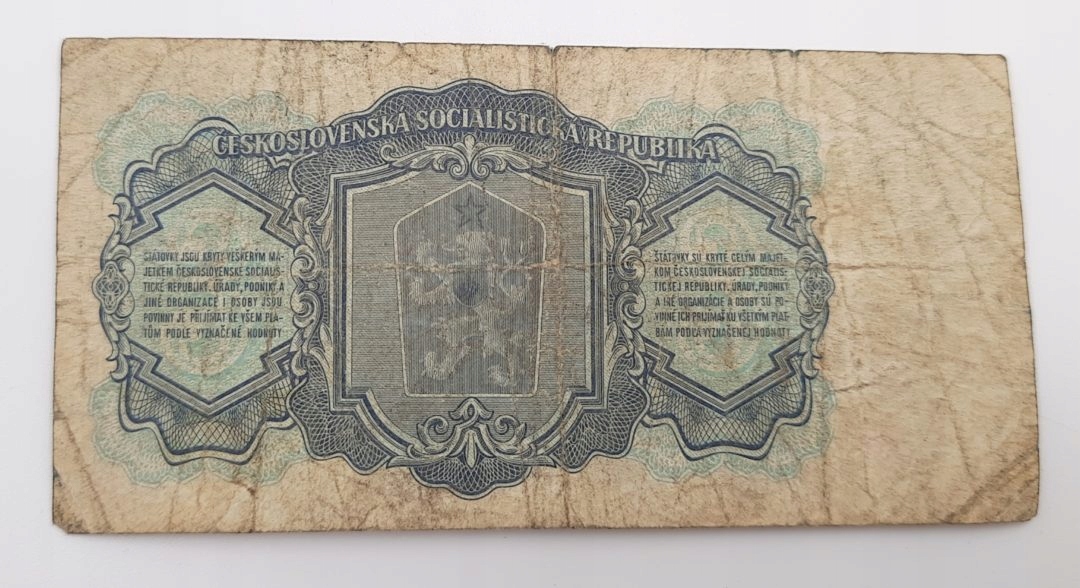 ČESKOSLOVENSKÁ SOCIALISTICKÁ REPUBLIKA
STÁTOVKY JSOU KRYTY VEŠKERÝM MA-
JETKEM ČESKOSLOVENSKÉ SOCIALIS-
TICKÉ REPUBLIKY. ÚŘADY, PODNIKY A
JINÉ ORGANIZACE I OSOBY JSOU
POVINNY JE PŘIJÍMAT KE VŠEM PLA-
TŮM PODLE VYZNAČENÉ HODNOTY
ŠTÁTOVKY SÚ KRYTÉ CELÝM MAJET-
KOM ČESKOSLOVENSKEJ SOCIALIS-
TICKEJ REPUBLIKY. ÚRADY, PODNIKY
A INÉ ORGANIZÁCIE A OSOBY SÚ PO-
VINNÉ ICH PRIJÍMAŤ KU VŠETKÝM PLAT-
BÁM PODĽA VYZNAČENEJ HODNOTY